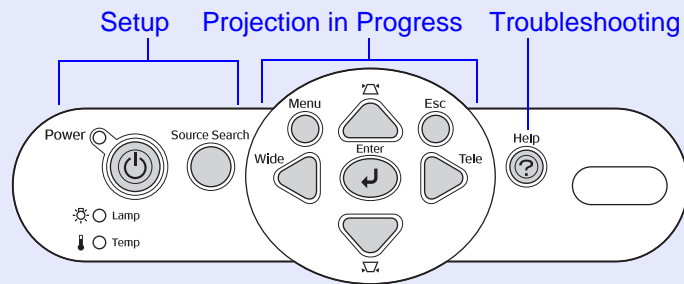 Setup Projection in Progress Troubleshooting
Menu Esc
Power Source Search Help
Wide Enter Tele
?
Lamp
Temp